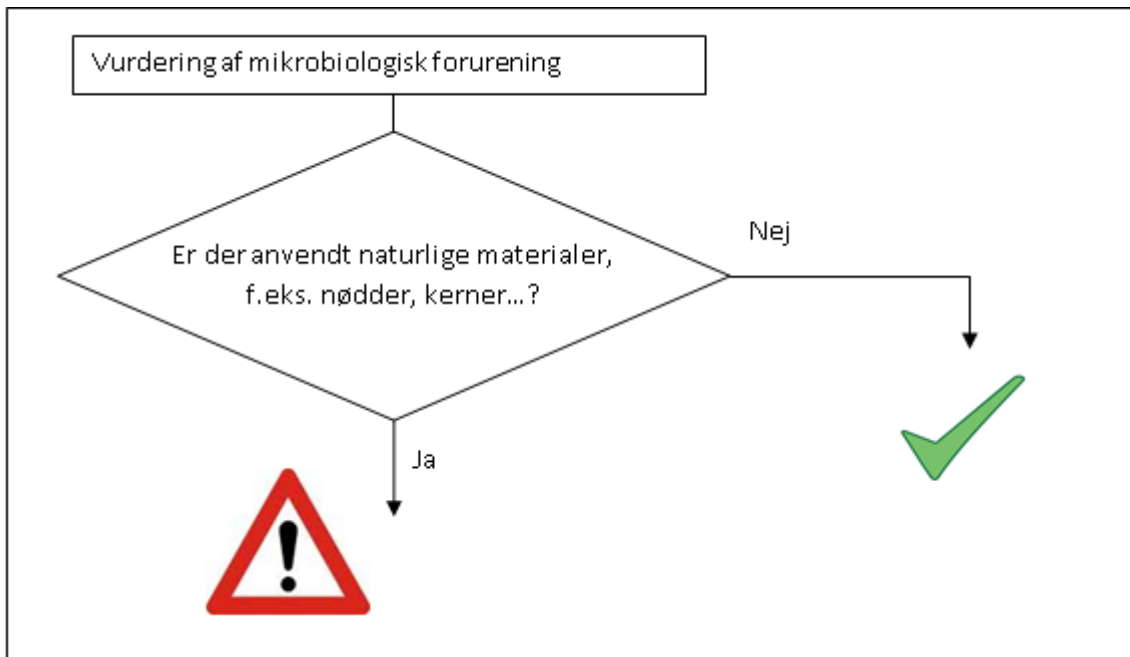 Vurdering af mikrobiologisk forurening
Er der anvendt naturlige materialer,
f.eks. nødder, kerner...?
Nej
Ja